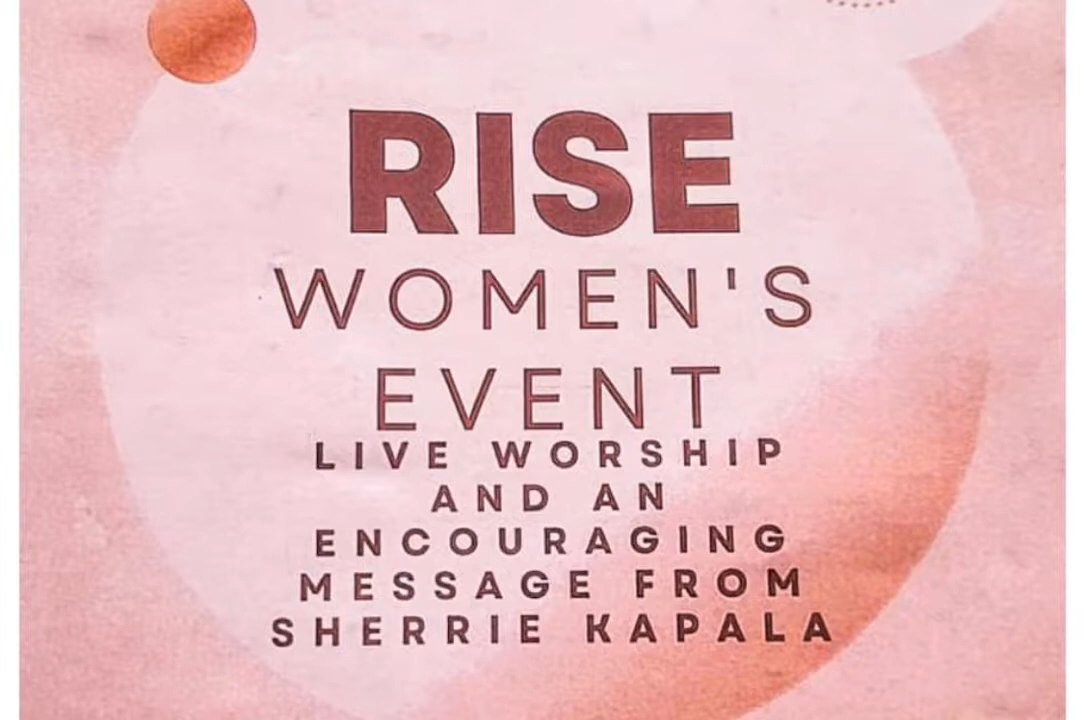 RISE
WOMEN'S
EVENT
LIVE WORSHIP
AND AN
ENCOURAGING
MESSAGE FROM
SHERRIE KAPALA